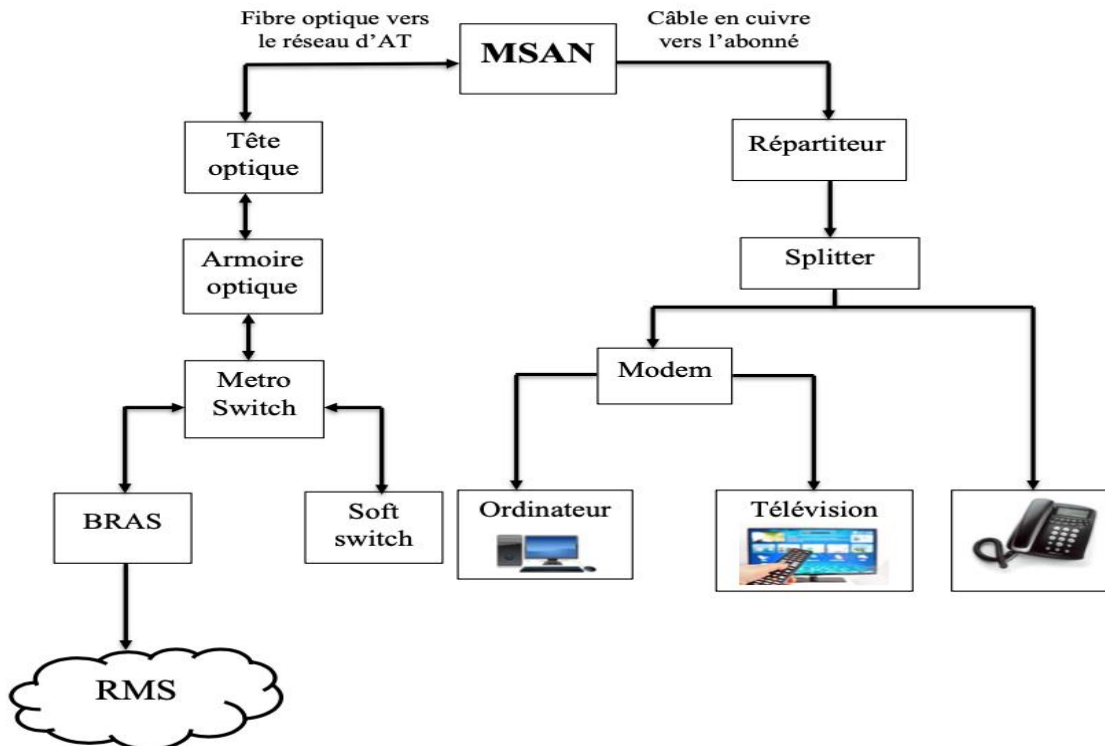 Fibre optique vers
le réseau d'AT
MSAN
Câble en cuivre
vers l'abonné
Tête
optique
Répartiteur
Armoire
optique
Splitter
Metro
Switch
Modem
BRAS
Soft
switch
Ordinateur
Télévision
RMS